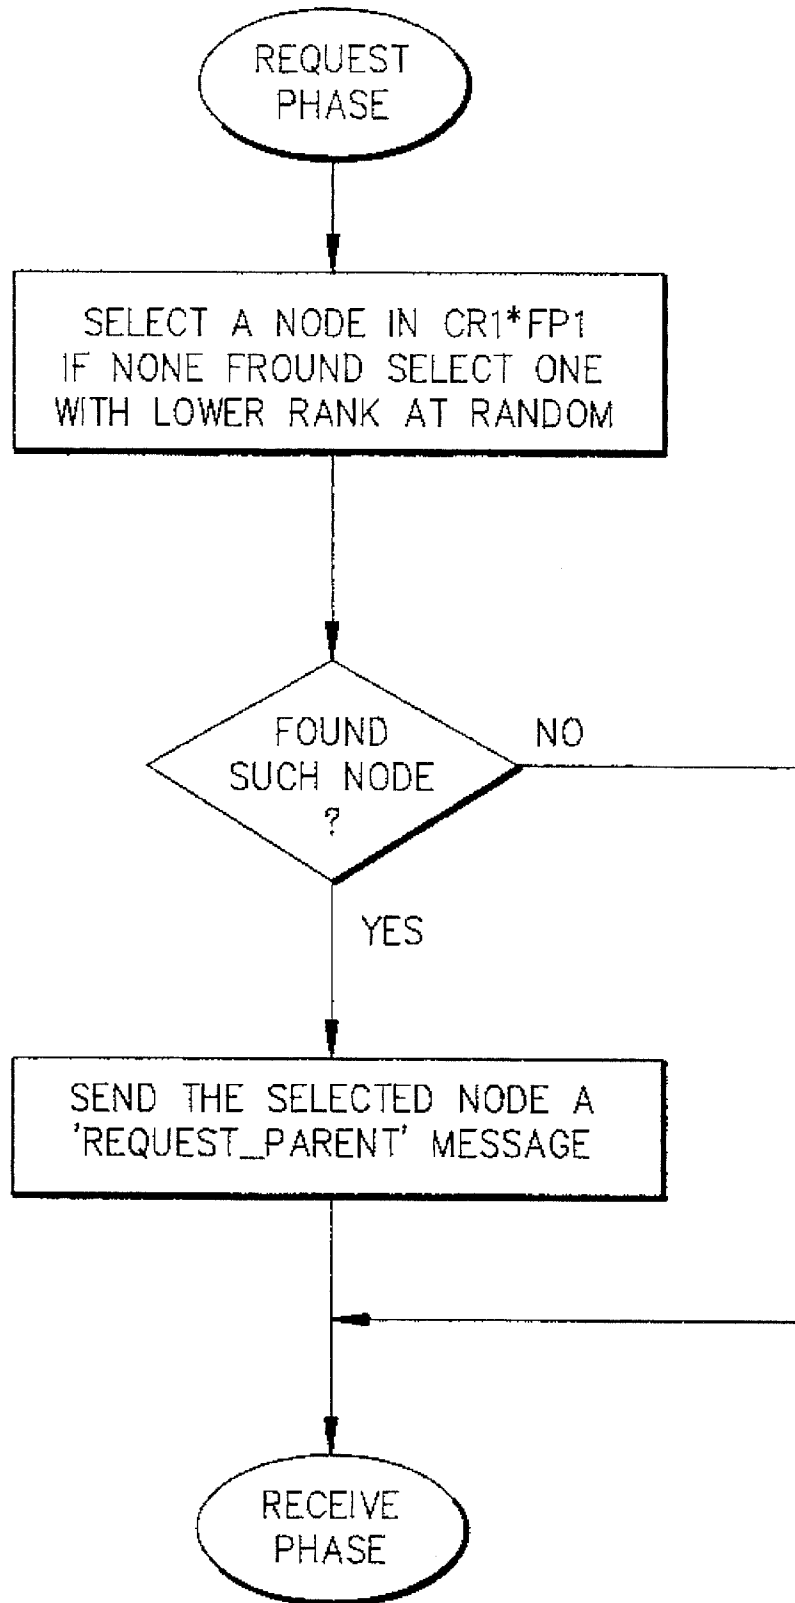 REQUEST
PHASE
SELECT A NODE IN CR1*FP1
IF NONE FROUND SELECT ONE
WITH LOWER RANK AT RANDOM
FOUND
SUCH NODE
?
NO
YES
SEND THE SELECTED NODE A
'REQUEST_PARENT' MESSAGE
RECEIVE
PHASE